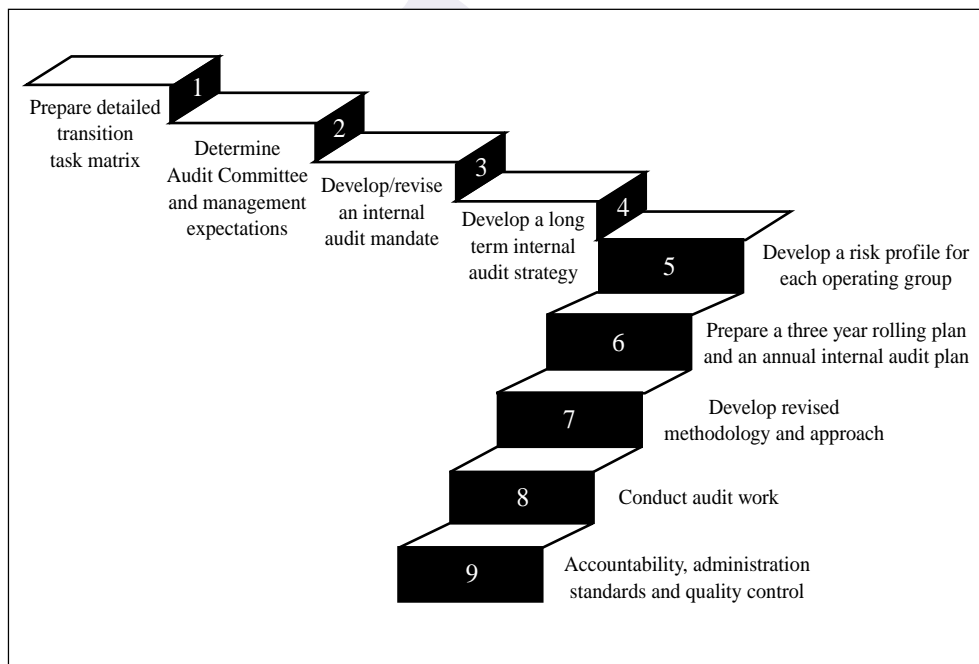 1
Prepare detailed
transition
task matrix
2
Determine
Audit Committee
and management
expectations
3
Develop/revise
an internal
audit mandate
4
Develop a long
term internal
audit strategy
5
Develop a risk profile for
each operating group
6
Prepare a three year rolling plan
and an annual internal audit plan
7
Develop revised
methodology and approach
8
Conduct audit work
9
Accountability, administration
standards and quality control